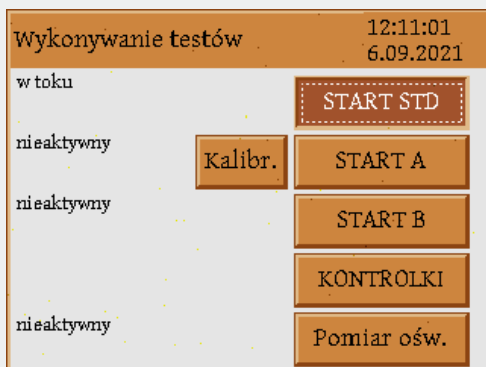 Wykonywanie testów
12:11:01
6.09.2021
w toku
START STD
nieaktywny
Kalibr.
START A
nieaktywny
START B
KONTROLKI
nieaktywny
Pomiar ośw.